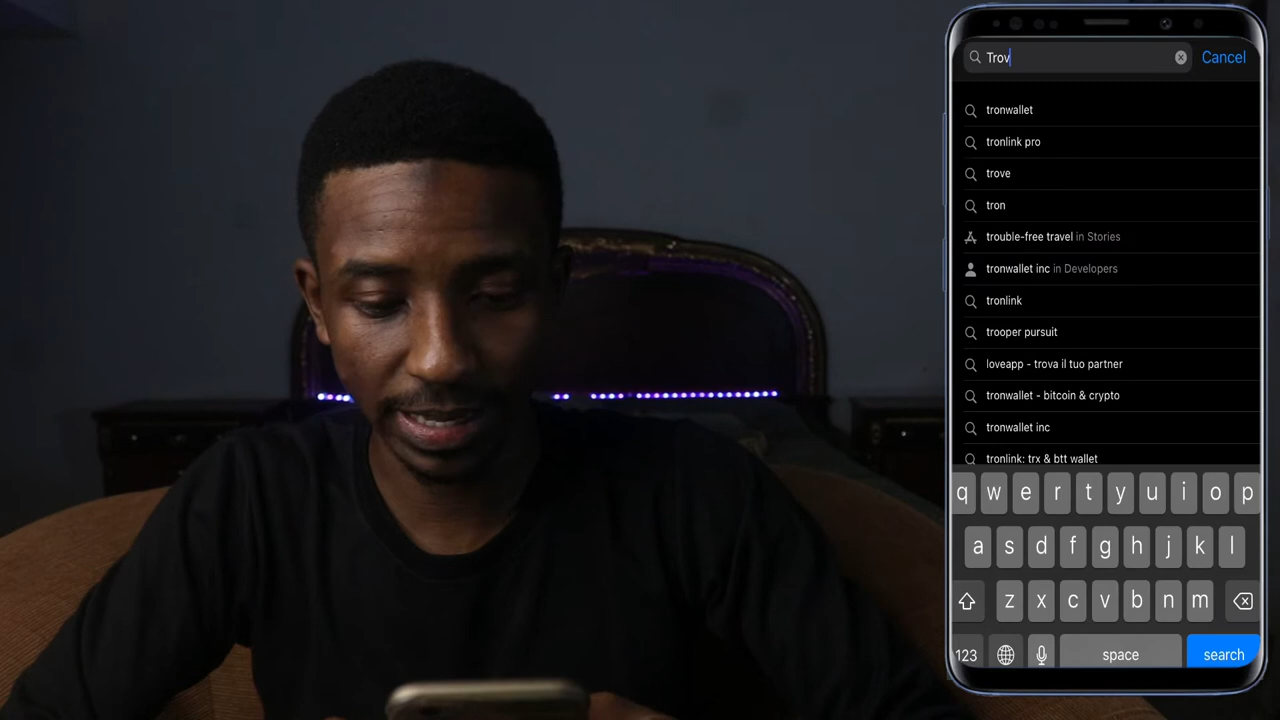 Trov
Cancel
tronwallet
tronlink pro
trove
tron
trouble-free travel in Stories
tronwallet inc in Developers
tronlink
trooper pursuit
loveapp - trova il tuo partner
tronwallet - bitcoin & crypto
tronwallet inc
tronlink: trx & btt wallet
q w e r t y u i o p
a s d f g h j k l
z x c v b n m
123 space search